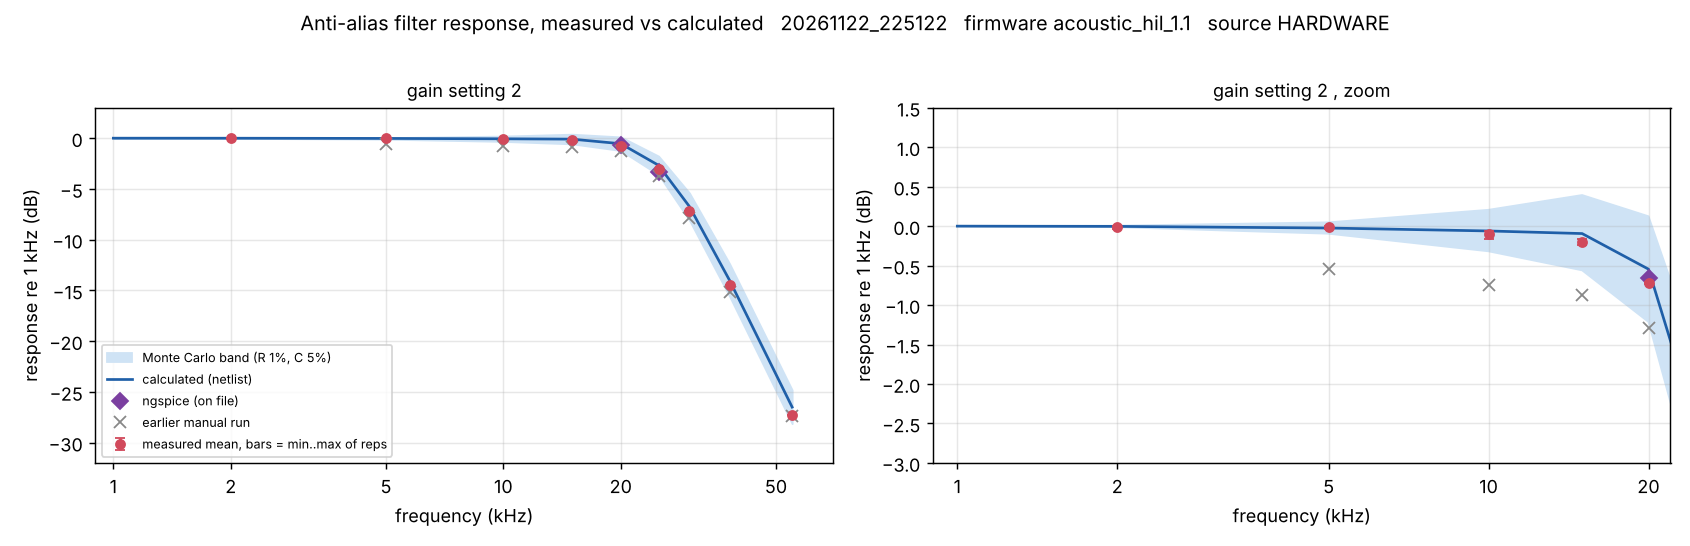 Anti-alias filter response, measured vs calculated   20261122_225122   firmware acoustic_hil_1.1   source HARDWARE
gain setting 2
response re 1 kHz (dB)
0
−5
−10
−15
−20
−25
−30
Monte Carlo band (R 1%, C 5%)
calculated (netlist)
ngspice (on file)
earlier manual run
measured mean, bars = min..max of reps
1
2
5
10
20
50
frequency (kHz)
gain setting 2 , zoom
response re 1 kHz (dB)
1.5
1.0
0.5
0.0
−0.5
−1.0
−1.5
−2.0
−2.5
−3.0
1
2
5
10
20
frequency (kHz)